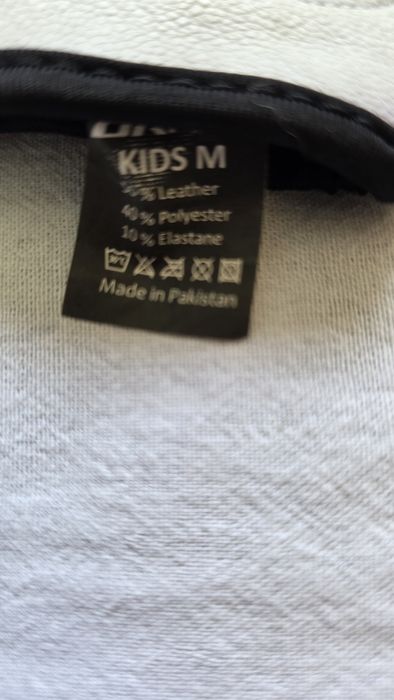 KIDS M
% Leather
40% Polyester
10% Elastane
Made in Pakistan